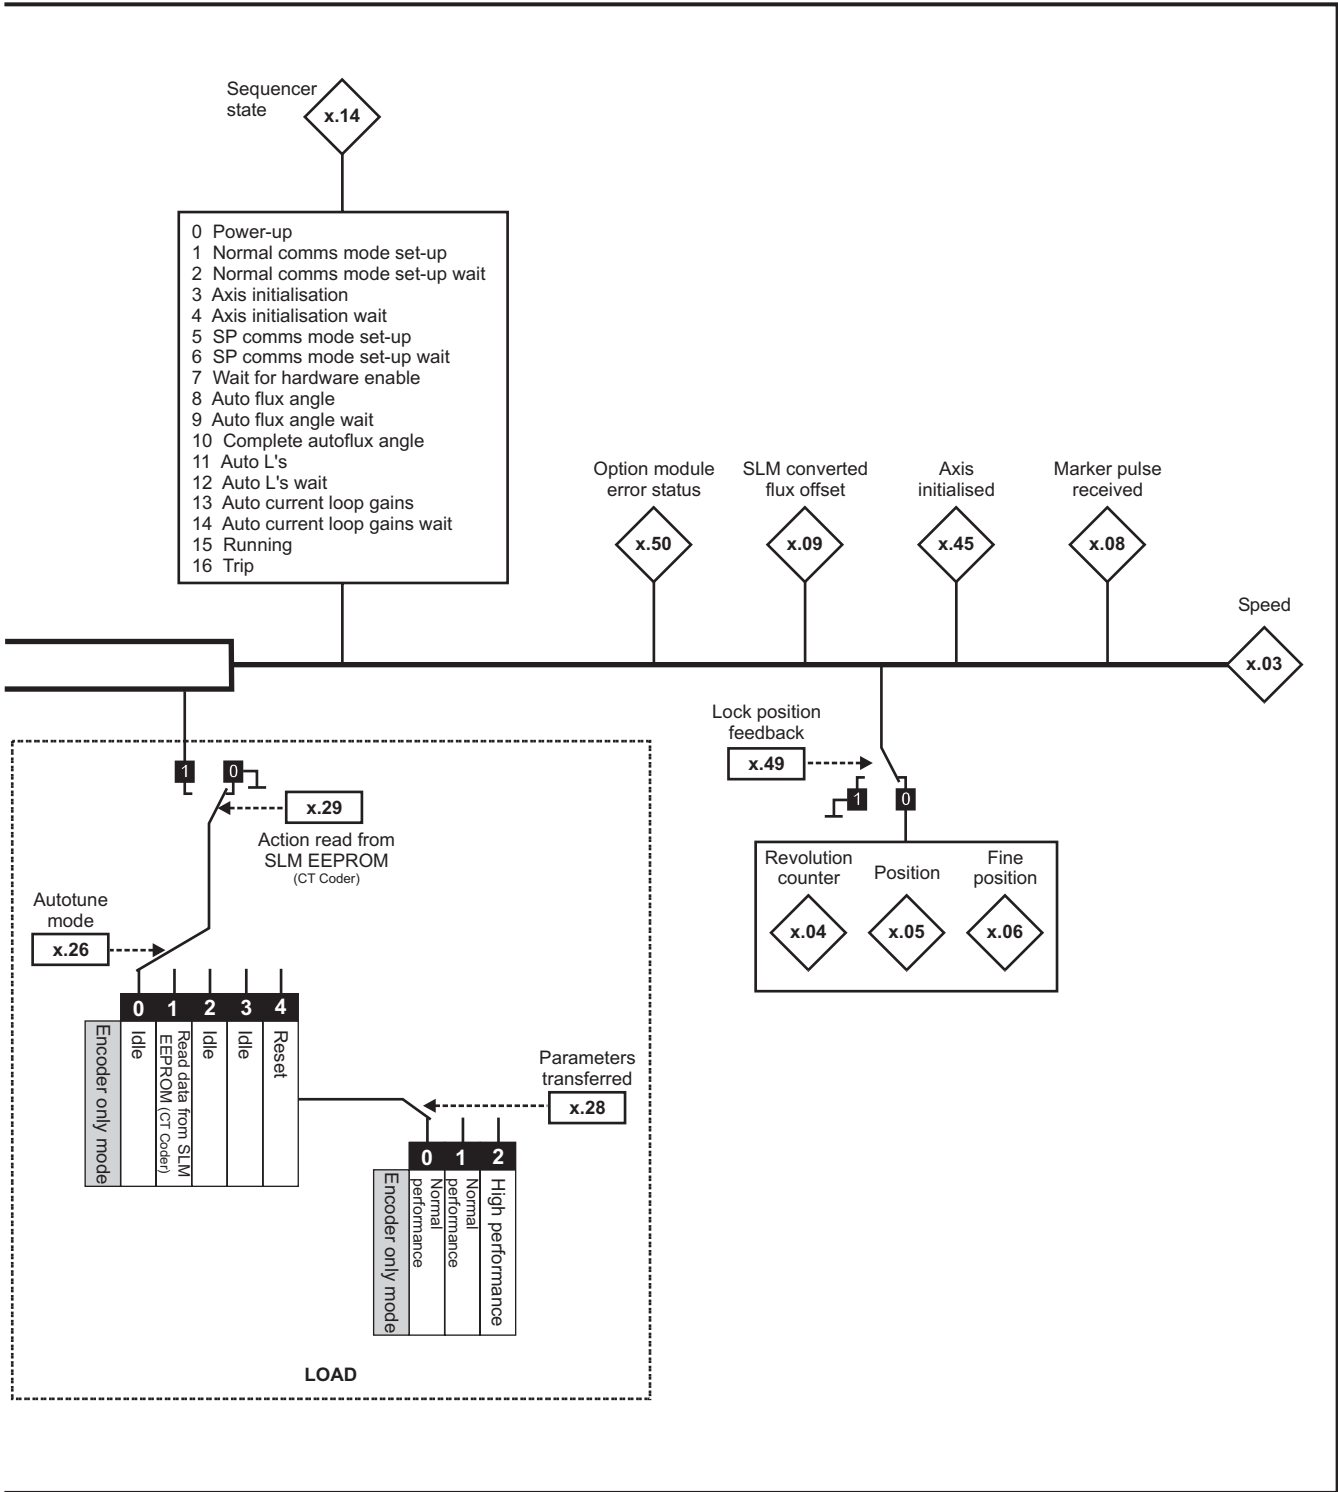 Sequencer
state
x.14
0 Power-up
1 Normal comms mode set-up
2 Normal comms mode set-up wait
3 Axis initialisation
4 Axis initialisation wait
5 SP comms mode set-up
6 SP comms mode set-up wait
7 Wait for hardware enable
8 Auto flux angle
9 Auto flux angle wait
10 Complete autoflux angle
11 Auto L's
12 Auto L's wait
13 Auto current loop gains
14 Auto current loop gains wait
15 Running
16 Trip
Option module
error status
x.50
SLM converted
flux offset
x.09
Axis
initialised
x.45
Marker pulse
received
x.08
Speed
x.03
Lock position
feedback
x.49
1 0
Revolution
counter
x.04
Position
x.05
Fine
position
x.06
1 0
x.29
Action read from
SLM EEPROM
(CT Coder)
Autotune
mode
x.26
0 1 2 3 4
Encoder only mode
Idle
Read data from SLM
EEPROM (CT Coder)
Idle
Idle
Reset
Parameters
transferred
x.28
0 1 2
Encoder only mode
Normal
performance
Normal
performance
High performance
LOAD